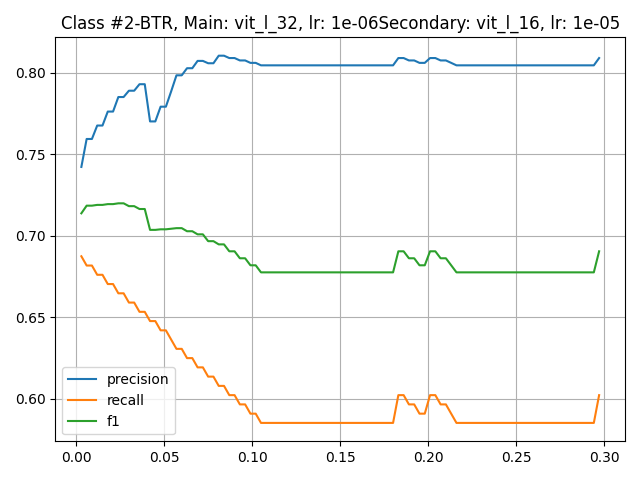 Class #2-BTR, Main: vit_l_32, lr: 1e-06Secondary: vit_l_16, lr: 1e-05
0.80
0.75
0.70
0.65
0.60
precision
recall
f1
0.00 0.05 0.10 0.15 0.20 0.25 0.30